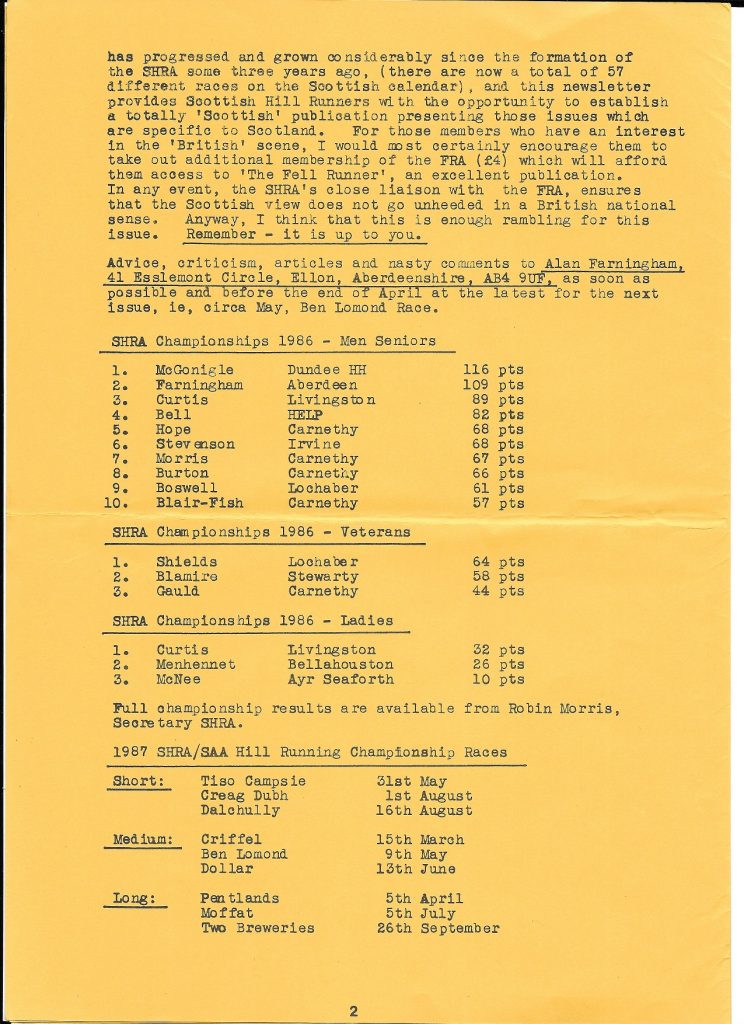 has progressed and grown considerably since the formation of
the SHRA some three years ago, (there are now a total of 57
different races on the Scottish calendar), and this newsletter
provides Scottish Hill Runners with the opportunity to establish
a totally 'Scottish' publication presenting those issues which
are specific to Scotland. For those members who have an interest
in the 'British' scene, I would most certainly encourage them to
take out additional membership of the FRA (£4) which will afford
them access to 'The Fell Runner', an excellent publication.
In any event, the SHRA's close liaison with the FRA, ensures
that the Scottish view does not go unheeded in a British national
sense. Anyway, I think that this is enough rambling for this
issue. Remember - it is up to you.
Advice, criticism, articles and nasty comments to Alan Farningham,
41 Esslemont Circle, Ellon, Aberdeenshire, AB4 9UF, as soon as
possible and before the end of April at the latest for the next
issue, ie, circa May, Ben Lomond Race.
SHRA Championships 1986 - Men Seniors
1. McGonigle Dundee HH 116 pts
2. Farningham Aberdeen 109 pts
3. Curtis Livingston 89 pts
4. Bell HELP 82 pts
5. Hope Carnethy 68 pts
6. Stevenson Irvine 68 pts
7. Morris Carnethy 67 pts
8. Burton Carnethy 66 pts
9. Boswell Lochaber 61 pts
10. Blair-Fish Carnethy 57 pts
SHRA Championships 1986 - Veterans
1. Shields Lochaber 64 pts
2. Blamire Stewarty 58 pts
3. Gauld Carnethy 44 pts
SHRA Championships 1986 - Ladies
1. Curtis Livingston 32 pts
2. Menhennet Bellahouston 26 pts
3. McNee Ayr Seaforth 10 pts
Full championship results are available from Robin Morris,
Secretary SHRA.
1987 SHRA/SAA Hill Running Championship Races
Short: Tiso Campsie 31st May
Creag Dubh 1st August
Dalchully 16th August
Medium: Criffel 15th March
Ben Lomond 9th May
Dollar 13th June
Long: Pentlands 5th April
Moffat 5th July
Two Breweries 26th September
2